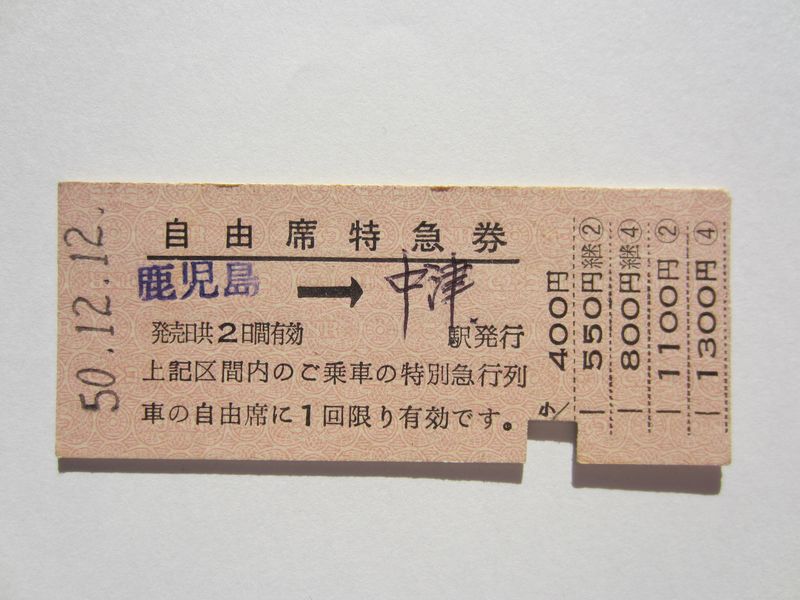 50.12.12.
自由席特急券
鹿児島 → 中津
発売日共2日間有効 駅発行
上記区間内のご乗車の特別急行列
車の自由席に1回限り有効です。
小 400円
550円継②
800円継④
1100円②
1300円④